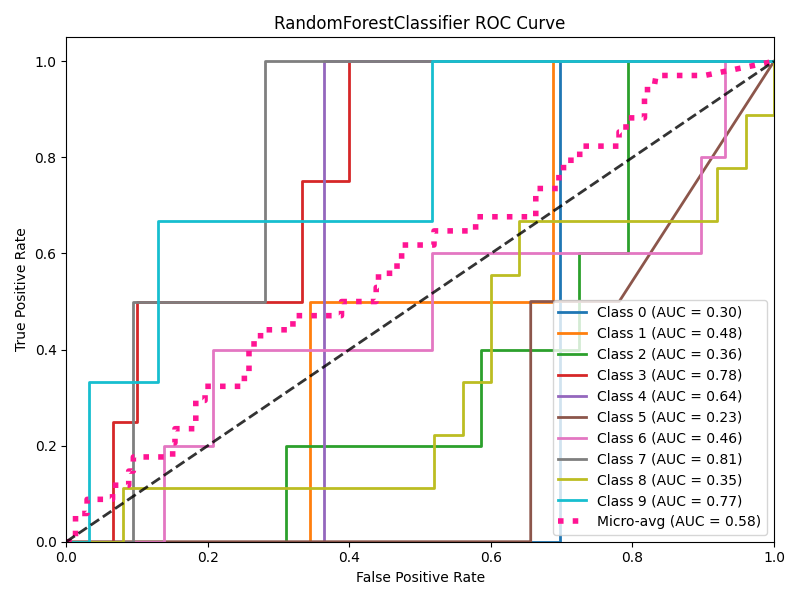 RandomForestClassifier ROC Curve
True Positive Rate
1.0
0.8
0.6
0.4
0.2
0.0
Class 0 (AUC = 0.30)
Class 1 (AUC = 0.48)
Class 2 (AUC = 0.36)
Class 3 (AUC = 0.78)
Class 4 (AUC = 0.64)
Class 5 (AUC = 0.23)
Class 6 (AUC = 0.46)
Class 7 (AUC = 0.81)
Class 8 (AUC = 0.35)
Class 9 (AUC = 0.77)
Micro-avg (AUC = 0.58)
0.0 0.2 0.4 0.6 0.8 1.0
False Positive Rate